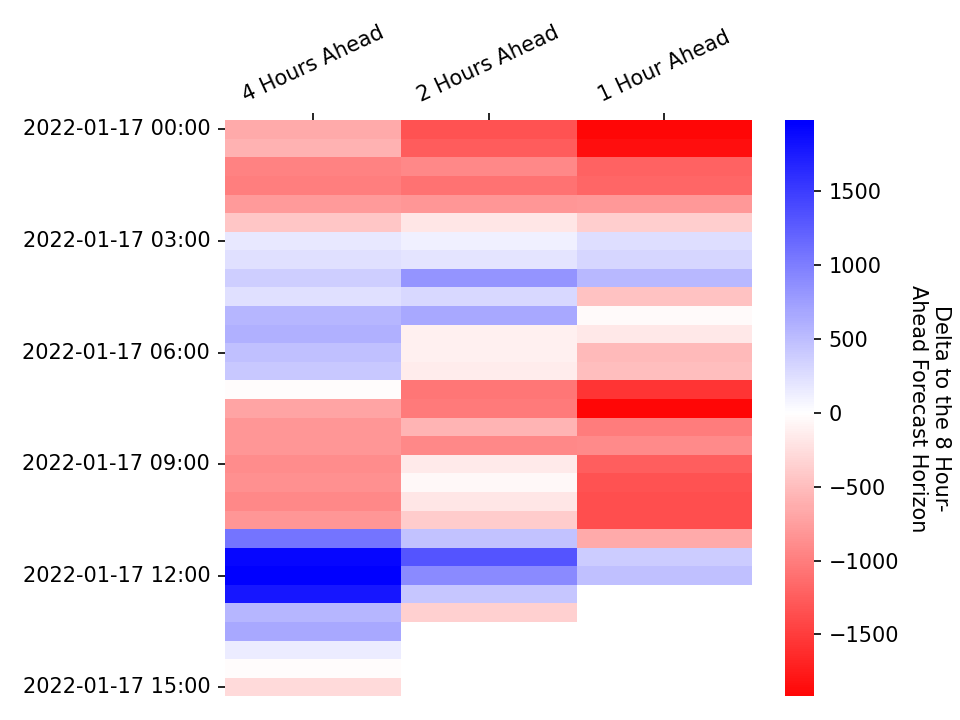 4 Hours Ahead
2 Hours Ahead
1 Hour Ahead
2022-01-17 00:00
2022-01-17 03:00
2022-01-17 06:00
2022-01-17 09:00
2022-01-17 12:00
2022-01-17 15:00
1500
1000
500
0
−500
−1000
−1500
Delta to the 8 Hour-
Ahead Forecast Horizon